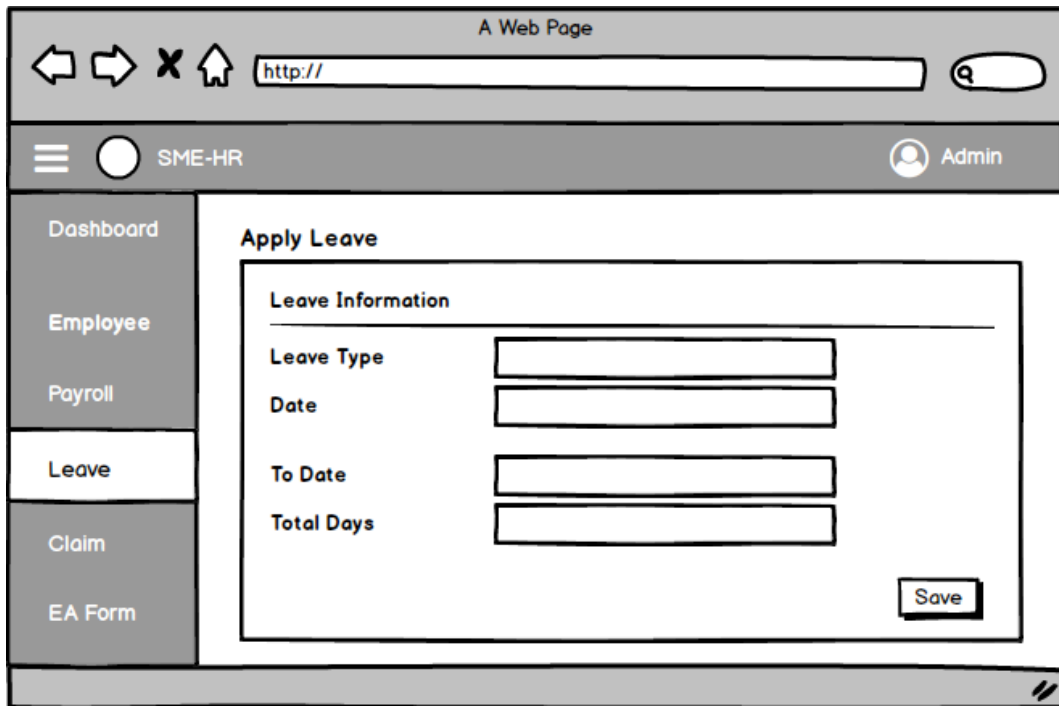 A Web Page
http://
SME-HR
Admin
Dashboard
Employee
Payroll
Leave
Claim
EA Form
Apply Leave
Leave Information
Leave Type
Date
To Date
Total Days
Save